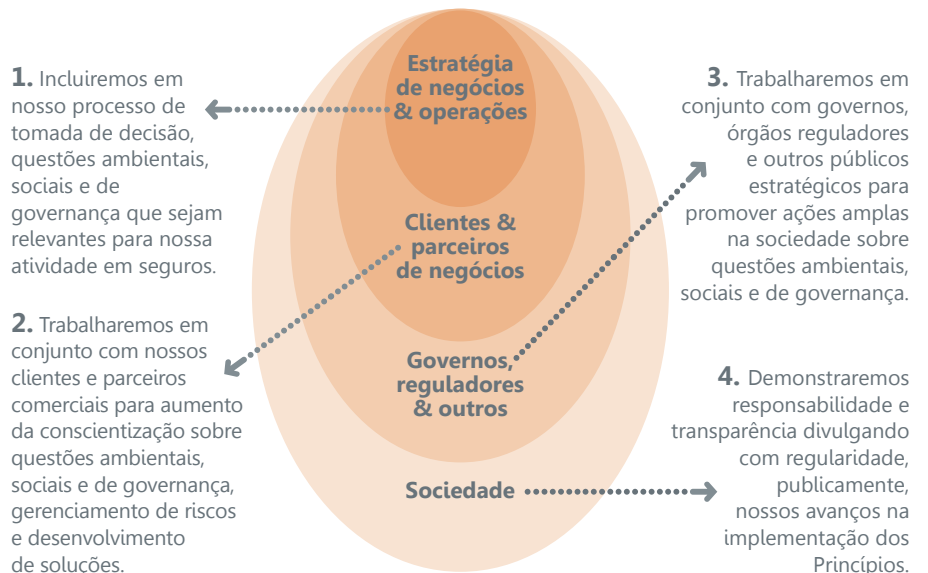 1. Incluiremos em
nosso processo de
tomada de decisão,
questões ambientais,
sociais e de
governança que sejam
relevantes para nossa
atividade em seguros.
2. Trabalharemos em
conjunto com nossos
clientes e parceiros
comerciais para aumento
da conscientização sobre
questões ambientais,
sociais e de governança,
gerenciamento de riscos
e desenvolvimento
de soluções.
Estratégia
de negócios
& operações
Clientes &
parceiros
de negócios
Governos,
reguladores
& outros
Sociedade
3. Trabalharemos em
conjunto com governos,
órgãos reguladores
e outros públicos
estratégicos para
promover ações amplas
na sociedade sobre
questões ambientais,
sociais e de governança.
4. Demonstraremos
responsabilidade e
transparência divulgando
com regularidade,
publicamente,
nossos avanços na
implementação dos
Princípios.